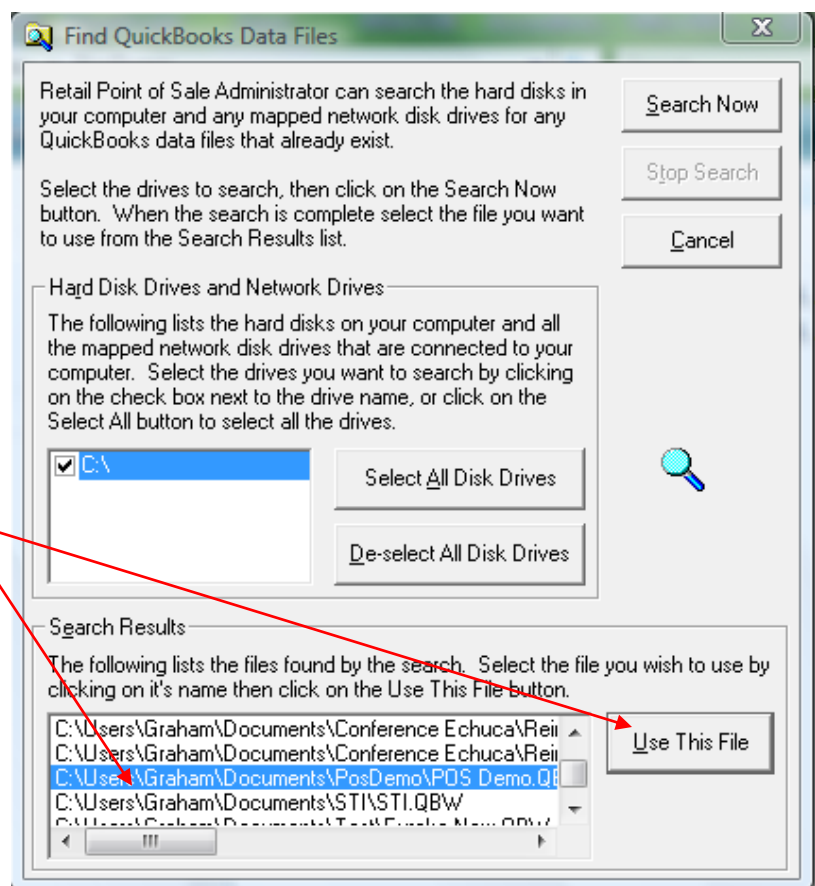 Find QuickBooks Data Files
Retail Point of Sale Administrator can search the hard disks in
your computer and any mapped network disk drives for any
QuickBooks data files that already exist.
Select the drives to search, then click on the Search Now
button. When the search is complete select the file you want
to use from the Search Results list.
Search Now
Stop Search
Cancel
Hard Disk Drives and Network Drives
The following lists the hard disks on your computer and all
the mapped network disk drives that are connected to your
computer. Select the drives you want to search by clicking
on the check box next to the drive name, or click on the
Select All button to select all the drives.
C:\
Select All Disk Drives
De-select All Disk Drives
Search Results
The following lists the files found by the search. Select the file you wish to use by
clicking on it's name then click on the Use This File button.
C:\Users\Graham\Documents\Conference Echuca\Rei
C:\Users\Graham\Documents\Conference Echuca\Rei
C:\Users\Graham\Documents\PosDemo\POS Demo.QB
C:\Users\Graham\Documents\STI\STI.QBW
Use This File